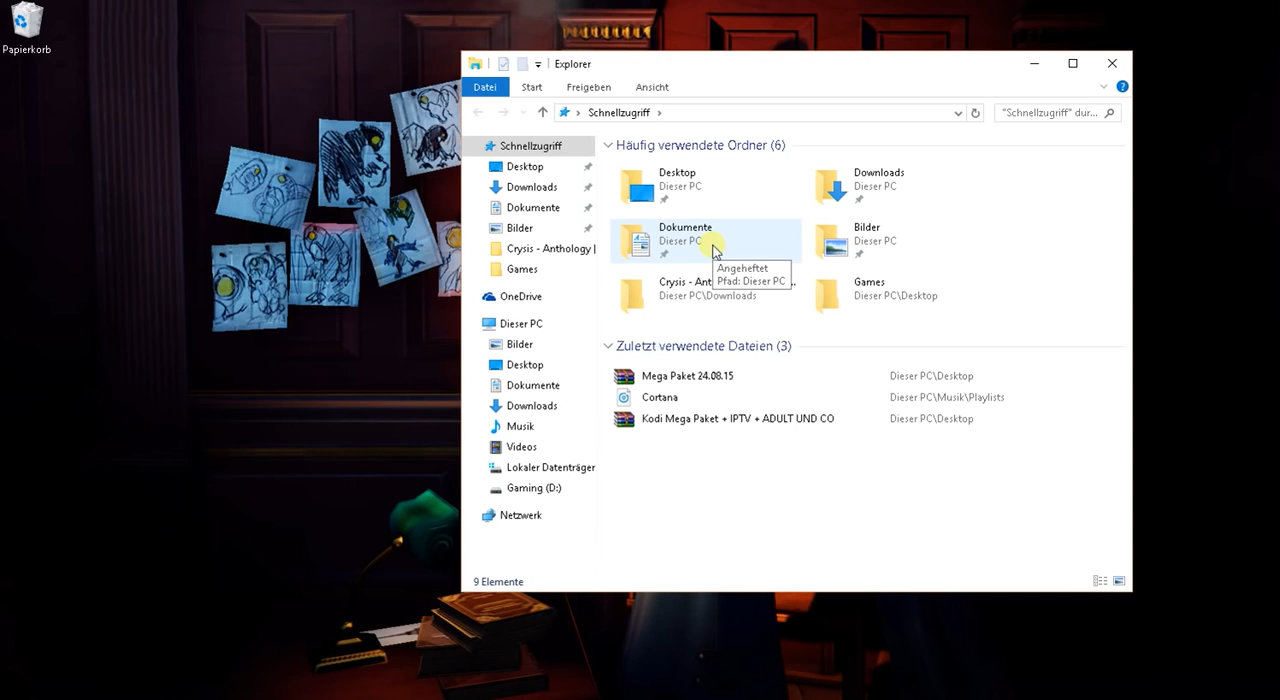 Papierkorb
Explorer
Datei Start Freigeben Ansicht
Schnellzugriff "Schnellzugriff" dur...
Schnellzugriff
Desktop
Downloads
Dokumente
Bilder
Crysis - Anthology
Games
OneDrive
Dieser PC
Bilder
Desktop
Dokumente
Downloads
Musik
Videos
Lokaler Datenträger
Gaming (D:)
Netzwerk
Häufig verwendete Ordner (6)
Desktop
Dieser PC
Downloads
Dieser PC
Dokumente
Dieser PC
Bilder
Dieser PC
Angeheftet
Pfad: Dieser PC
Crysis - Ant...
Dieser PC\Downloads
Games
Dieser PC\Desktop
Zuletzt verwendete Dateien (3)
Mega Paket 24.08.15 Dieser PC\Desktop
Cortana Dieser PC\Musik\Playlists
Kodi Mega Paket + IPTV + ADULT UND CO Dieser PC\Desktop
9 Elemente